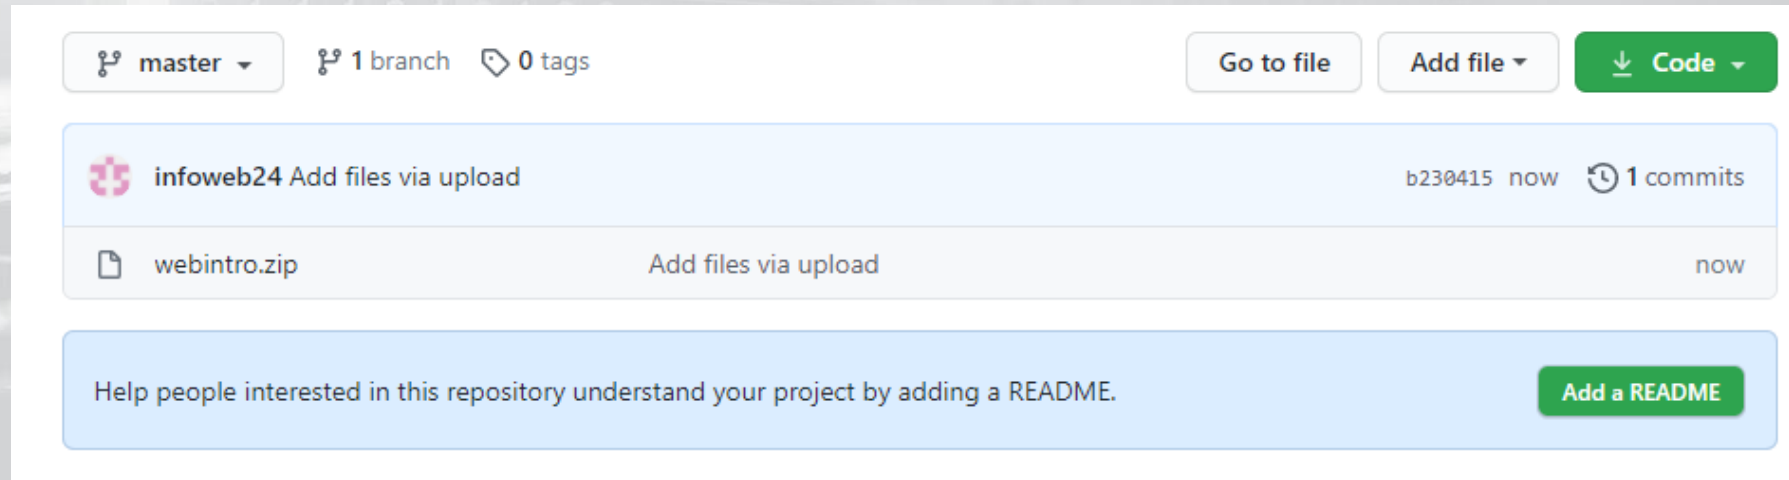 master 1 branch 0 tags Go to file Add file Code
infoweb24 Add files via upload b230415 now 1 commits
webintro.zip Add files via upload now
Help people interested in this repository understand your project by adding a README. Add a README